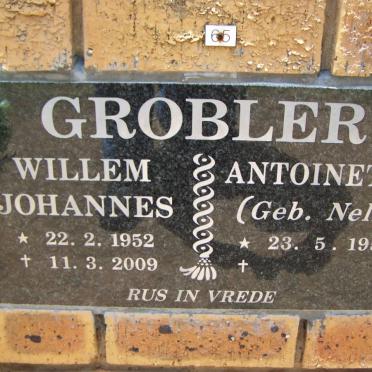 65
GROBLER
WILLEM
JOHANNES
★ 22. 2. 1952
✝ 11. 3. 2009
ANTOINET
(Geb. Nel
★ 23. 5. 19
✝
RUS IN VREDE